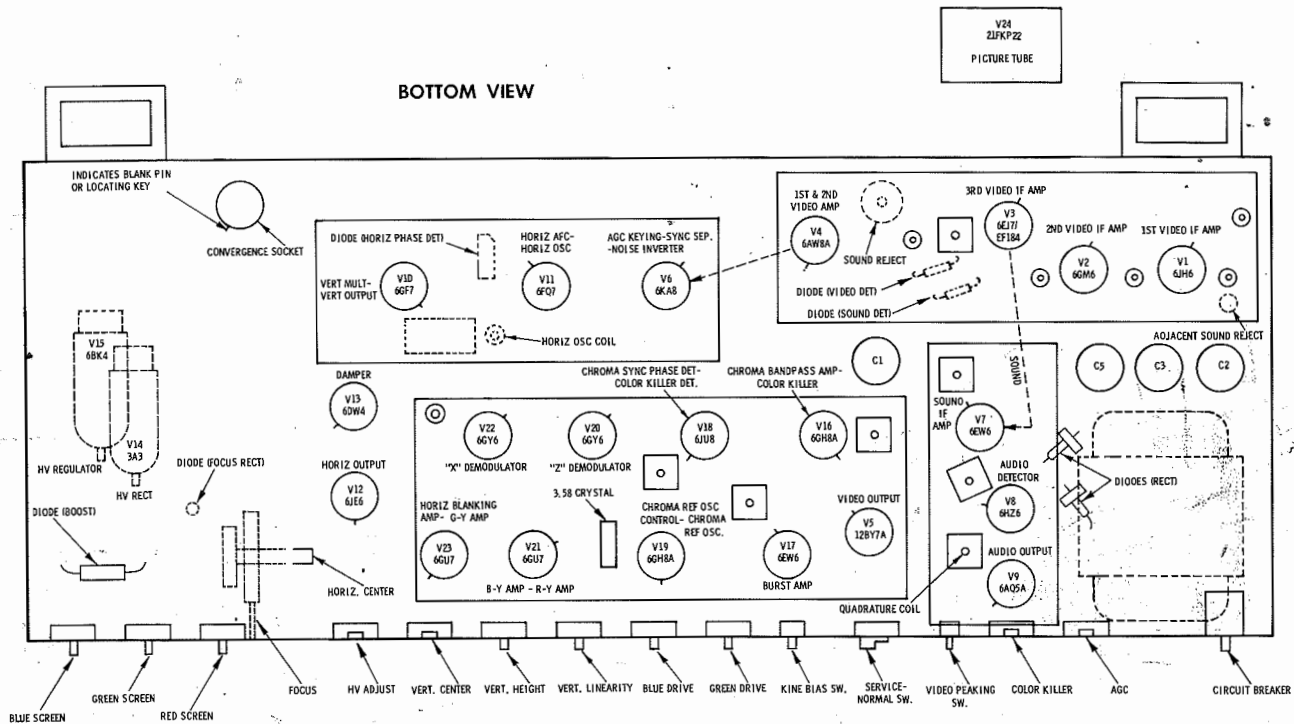 V24
21FKP22
PICTURE TUBE
BOTTOM VIEW
INDICATES BLANK PIN
OR LOCATING KEY
CONVERGENCE SOCKET
DIODE (HORIZ PHASE DET)
HORIZ AFC-
HORIZ OSC
AGC KEYING-SYNC SEP.
-NOISE INVERTER
VERT MULT-
VERT OUTPUT
V10
6GF7
V11
6FQ7
V6
6KA8
HORIZ OSC COIL
1ST & 2ND
VIDEO AMP
V4
6AW8A
SOUND REJECT
3RD VIDEO IF AMP
V3
6EJ7/
EF184
2ND VIDEO IF AMP
V2
6GM6
1ST VIDEO IF AMP
V1
6JH6
DIODE (VIDEO DET)
DIODE (SOUND DET)
ADJACENT SOUND REJECT
V15
6BK4
V14
3A3
HV REGULATOR
HV RECT
DIODE (FOCUS RECT)
DIODE (BOOST)
DAMPER
V13
6DW4
HORIZ OUTPUT
V12
6JE6
HORIZ. CENTER
CHROMA SYNC PHASE DET-
COLOR KILLER DET.
CHROMA BANDPASS AMP-
COLOR KILLER
C1
V22
6GY6
"X" DEMODULATOR
V20
6GY6
"Z" DEMODULATOR
V18
6JU8
V16
6GH8A
3.58 CRYSTAL
HORIZ BLANKING
AMP- G-Y AMP
V23
6GU7
V21
6GU7
B-Y AMP - R-Y AMP
CHROMA REF OSC
CONTROL- CHROMA
REF OSC.
V19
6GH8A
V17
6EW6
BURST AMP
VIDEO OUTPUT
V5
12BY7A
SOUND
SOUND
IF
AMP
V7
6EW6
AUDIO
DETECTOR
V8
6HZ6
AUDIO OUTPUT
V9
6AQ5A
QUADRATURE COIL
C5
C3
C2
DIODES (RECT)
BLUE SCREEN
GREEN SCREEN
RED SCREEN
FOCUS
HV ADJUST
VERT. CENTER
VERT. HEIGHT
VERT. LINEARITY
BLUE DRIVE
GREEN DRIVE
KINE BIAS SW.
SERVICE-
NORMAL SW.
VIDEO PEAKING
SW.
COLOR KILLER
AGC
CIRCUIT BREAKER